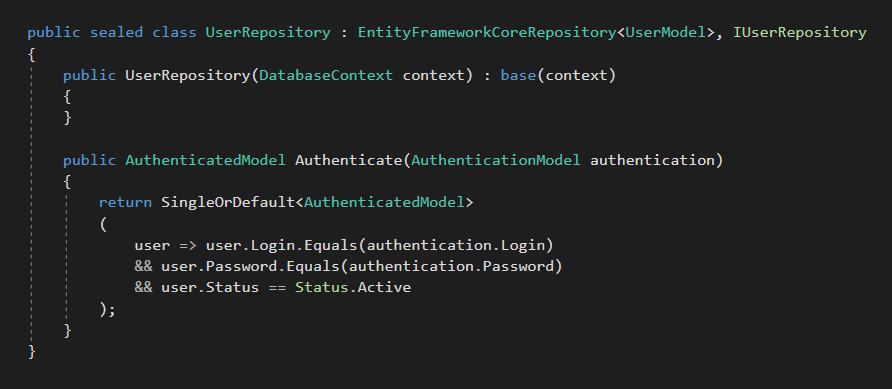 public sealed class UserRepository : EntityFrameworkCoreRepository<UserModel>, IUserRepository
{
    public UserRepository(DatabaseContext context) : base(context)
    {
    }

    public AuthenticatedModel Authenticate(AuthenticationModel authentication)
    {
        return SingleOrDefault<AuthenticatedModel>
        (
            user => user.Login.Equals(authentication.Login)
            && user.Password.Equals(authentication.Password)
            && user.Status == Status.Active
        );
    }
}